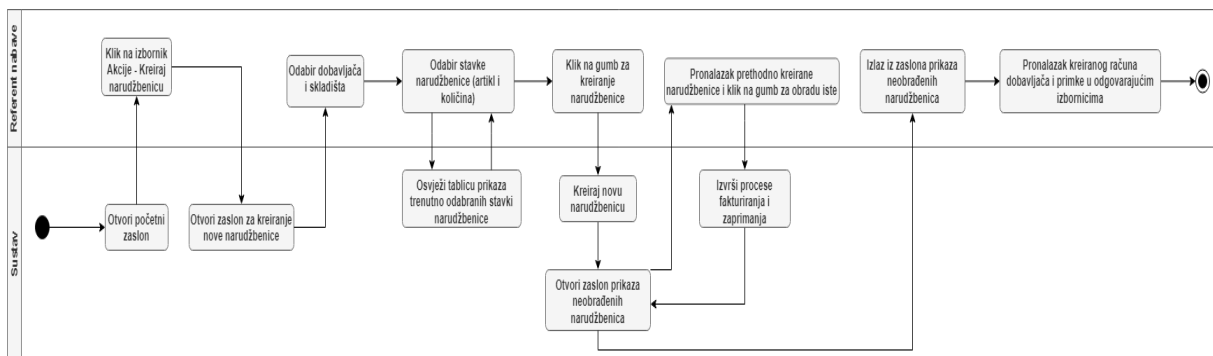 Referent nabave
Klik na izbornik
Akcije - Kreiraj
narudžbenicu
Odabir dobavljača
i skladišta
Odabir stavke
narudžbenice (artikl i
količina)
Klik na gumb za
kreiranje
narudžbenice
Pronalazak prethodno kreirane
narudžbenice i klik na gumb za obradu iste
Izlaz iz zaslona prikaza
neobrađenih
narudžbenica
Pronalazak kreiranog računa
dobavljača i primke u odgovarajućim
izbornicima
Sustav
Otvori početni
zaslon
Otvori zaslon za kreiranje
nove narudžbenice
Osvježi tablicu prikaza
trenutno odabranih stavki
narudžbenice
Kreiraj novu
narudžbenicu
Izvrši procese
fakturiranja i
zaprimanja
Otvori zaslon prikaza
neobrađenih
narudžbenica